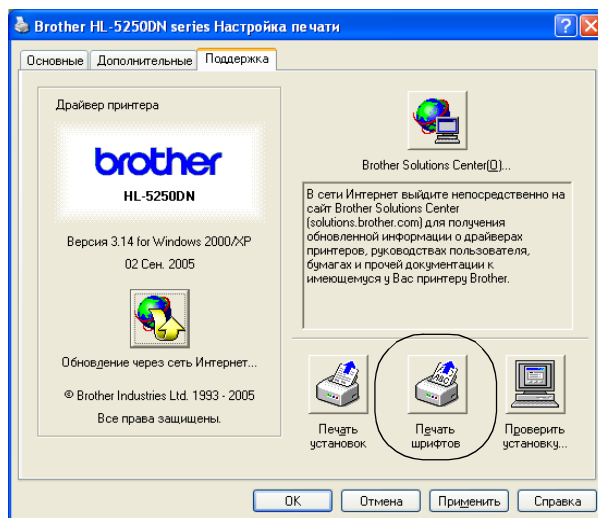 Brother HL-5250DN series Настройка печати
Основные
Дополнительные
Поддержка
Драйвер принтера
brother
HL-5250DN
Версия 3.14 for Windows 2000/XP
02 Сен. 2005
Обновление через сеть Интернет...
© Brother Industries Ltd. 1993 - 2005
Все права защищены.
Brother Solutions Center(O)...
В сети Интернет выйдите непосредственно на
сайт Brother Solutions Center
(solutions.brother.com) для получения
обновленной информации о драйверах
принтеров, руководствах пользователя,
бумагах и прочей документации к
имеющемуся у Вас принтеру Brother.
Печать
установок
ABC
Печать
шрифтов
Проверить
установку...
OK
Отмена
Применить
Справка